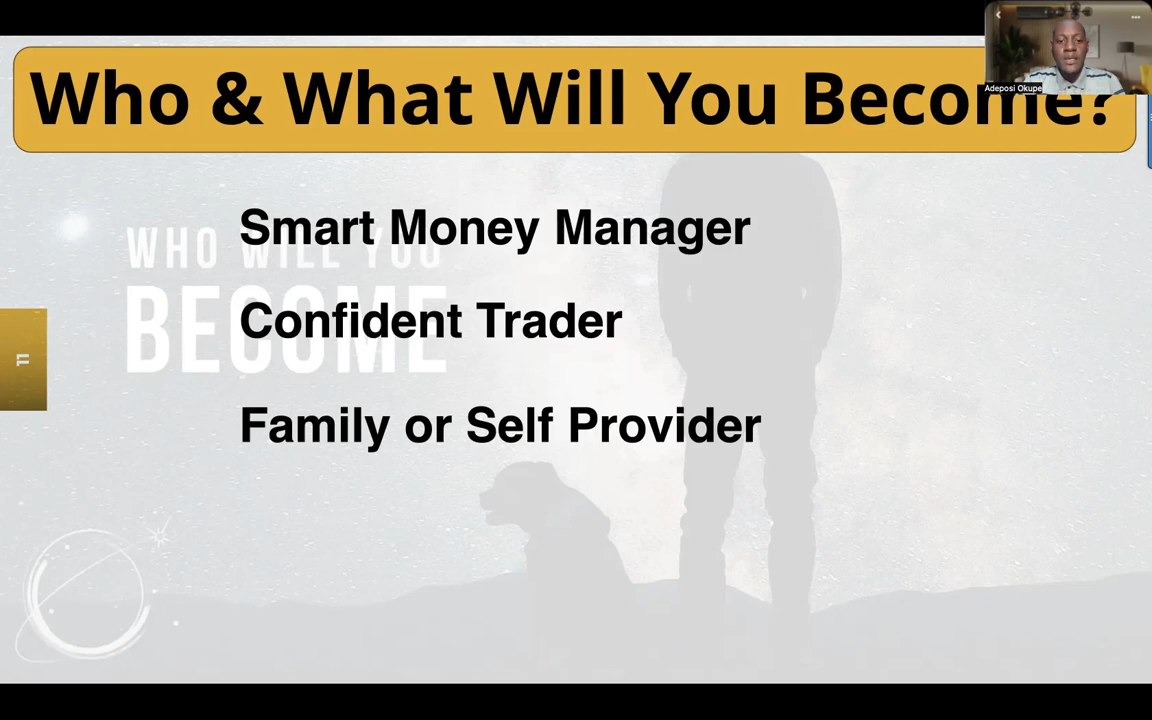 Who & What Will You Become?
Adeposi Okupe
Smart Money Manager
WHO WILL YOU
BECOME
Confident Trader
11
Family or Self Provider